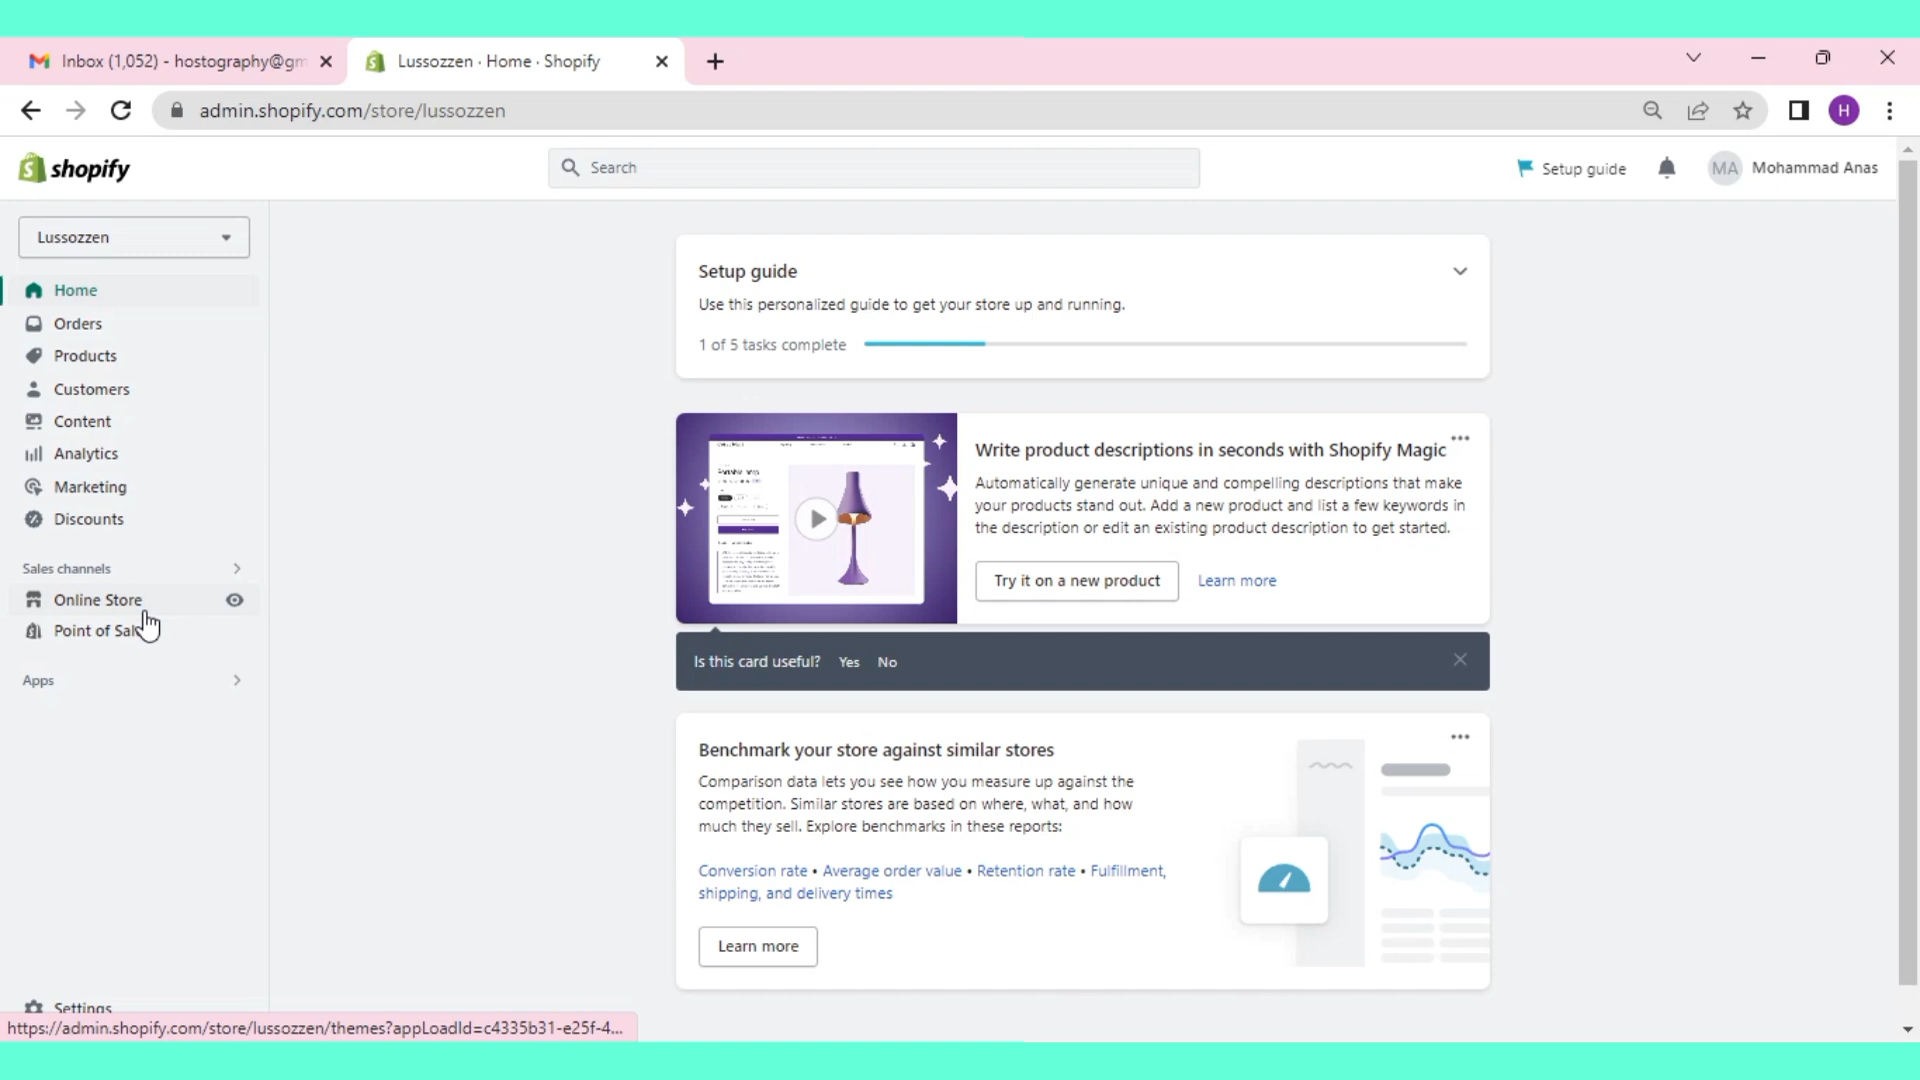 Inbox (1,052) - hostography@gm
Lussozzen · Home · Shopify
admin.shopify.com/store/lussozzen
H
shopify
Search
Setup guide
MA
Mohammad Anas
Lussozzen
Home
Orders
Products
Customers
Content
Analytics
Marketing
Discounts
Sales channels
Online Store
Point of Sal
Apps
Settings
https://admin.shopify.com/store/lussozzen/themes?appLoadId=c4335b31-e25f-4...
Setup guide
Use this personalized guide to get your store up and running.
1 of 5 tasks complete
Write product descriptions in seconds with Shopify Magic
Automatically generate unique and compelling descriptions that make
your products stand out. Add a new product and list a few keywords in
the description or edit an existing product description to get started.
Try it on a new product
Learn more
Is this card useful? Yes No
Benchmark your store against similar stores
Comparison data lets you see how you measure up against the
competition. Similar stores are based on where, what, and how
much they sell. Explore benchmarks in these reports:
Conversion rate • Average order value • Retention rate • Fulfillment,
shipping, and delivery times
Learn more